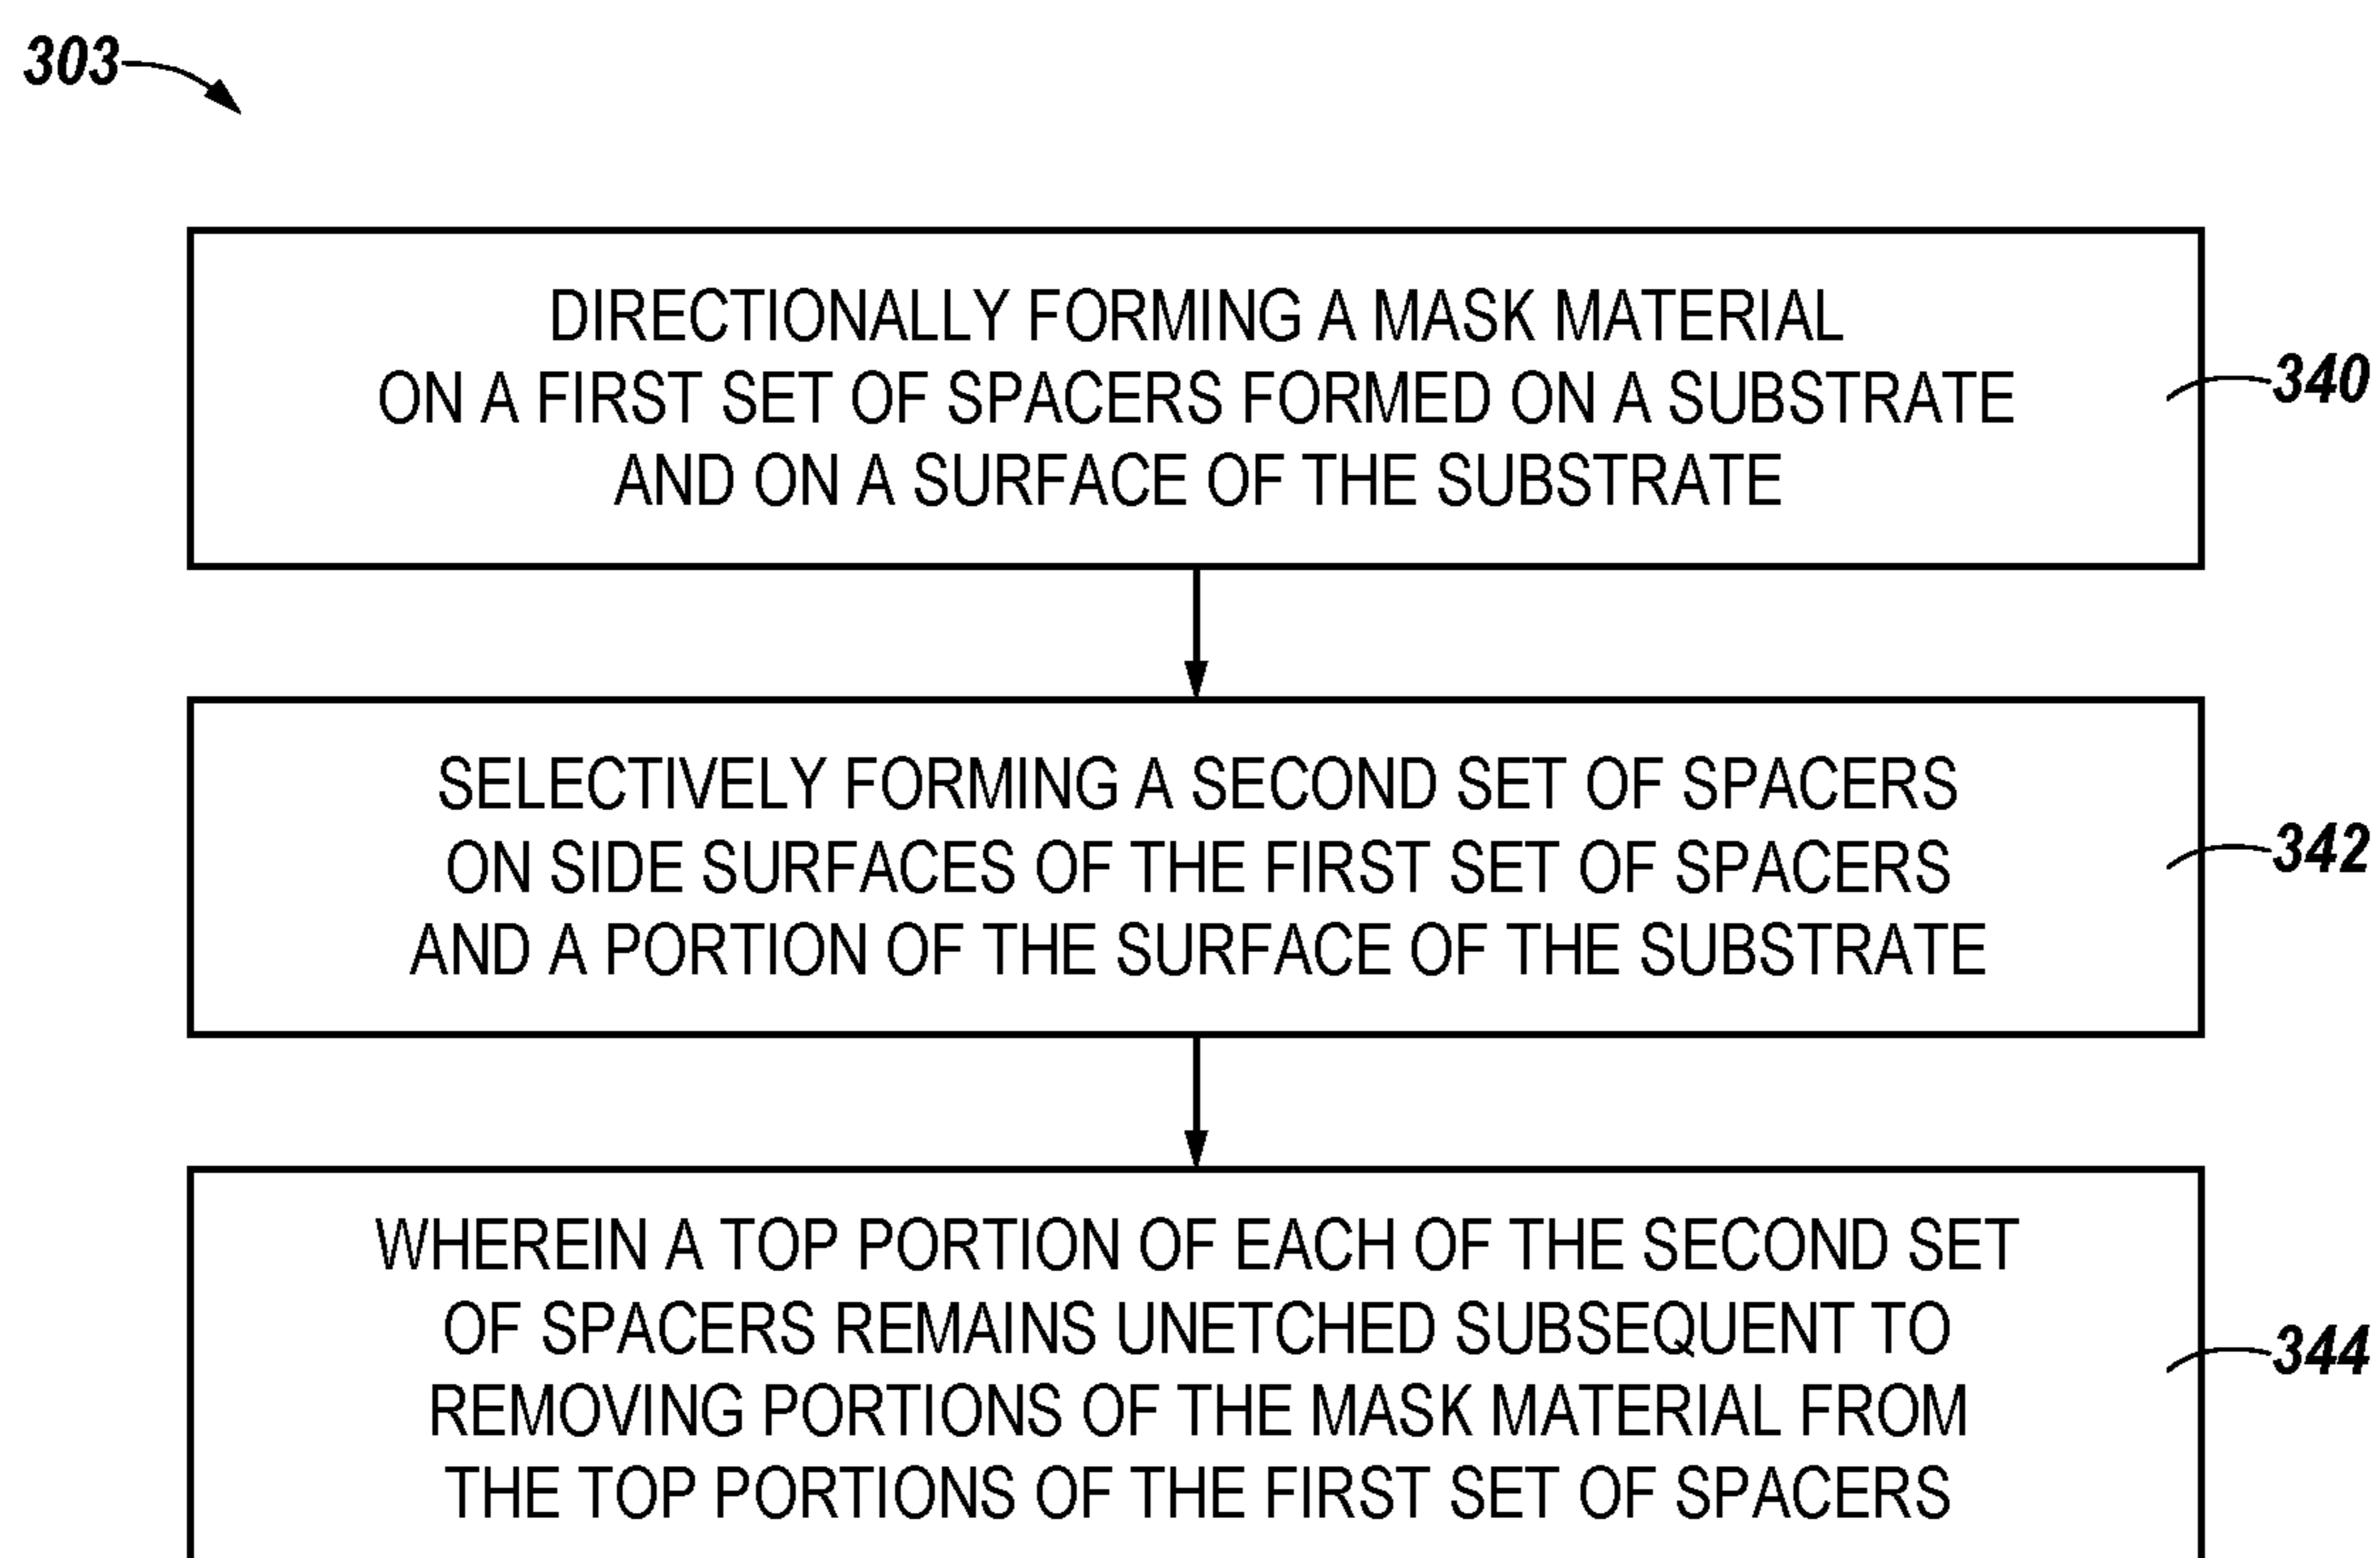 303
DIRECTIONALLY FORMING A MASK MATERIAL
ON A FIRST SET OF SPACERS FORMED ON A SUBSTRATE
AND ON A SURFACE OF THE SUBSTRATE
340
SELECTIVELY FORMING A SECOND SET OF SPACERS
ON SIDE SURFACES OF THE FIRST SET OF SPACERS
AND A PORTION OF THE SURFACE OF THE SUBSTRATE
342
WHEREIN A TOP PORTION OF EACH OF THE SECOND SET
OF SPACERS REMAINS UNETCHED SUBSEQUENT TO
REMOVING PORTIONS OF THE MASK MATERIAL FROM
THE TOP PORTIONS OF THE FIRST SET OF SPACERS
344